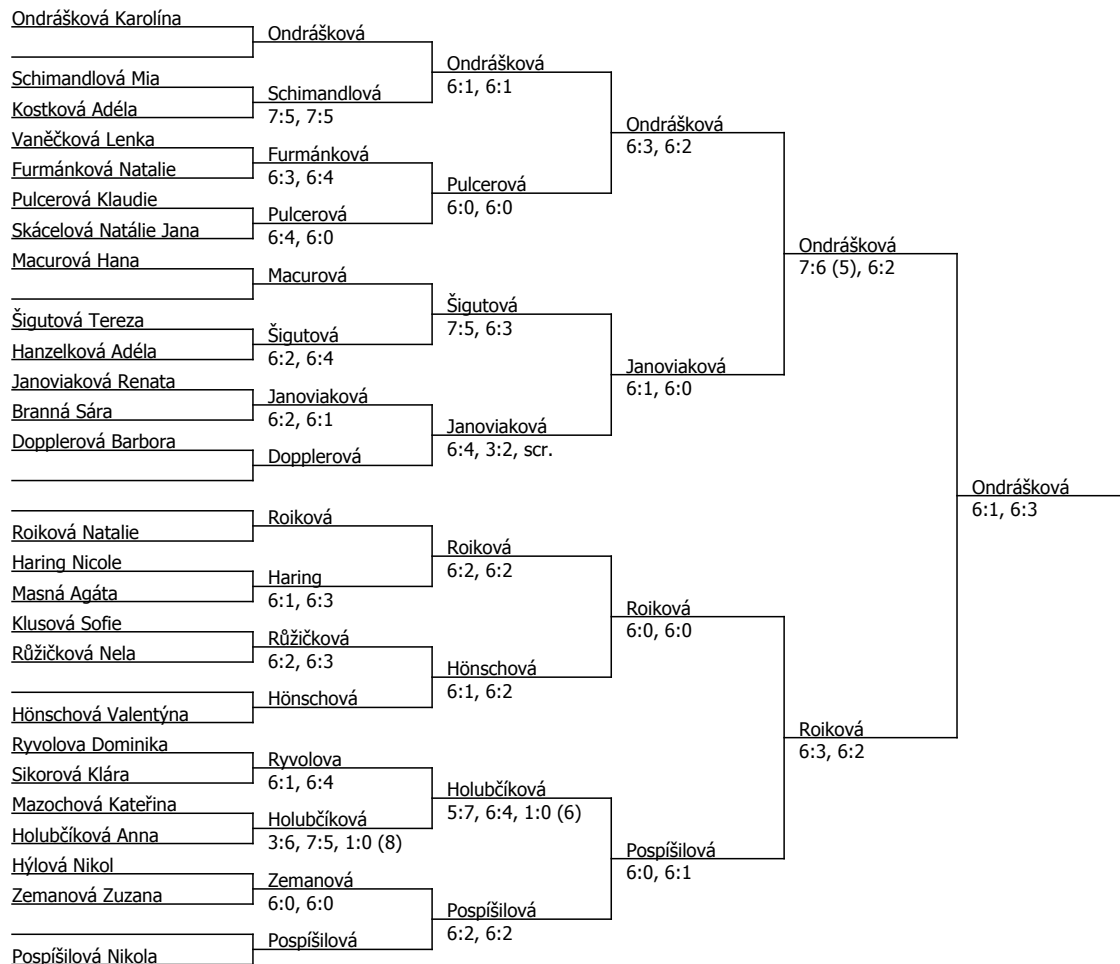 Ondrášková Karolína
Schimandlová Mia
Kostková Adéla
Vaněčková Lenka
Furmánková Natalie
Pulcerová Klaudie
Skácelová Natálie Jana
Macurová Hana
Šigutová Tereza
Hanzelková Adéla
Janoviaková Renata
Branná Sára
Dopplerová Barbora
Roiková Natalie
Haring Nicole
Masná Agáta
Klusová Sofie
Růžičková Nela
Hönschová Valentýna
Ryvolova Dominika
Sikorová Klára
Mazochová Kateřina
Holubčíková Anna
Hýlová Nikol
Zemanová Zuzana
Pospíšilová Nikola
Ondrášková
Schimandlová
7:5, 7:5
Furmánková
6:3, 6:4
Pulcerová
6:4, 6:0
Macurová
Šigutová
6:2, 6:4
Janoviaková
6:2, 6:1
Dopplerová
Roiková
Haring
6:1, 6:3
Růžičková
6:2, 6:3
Hönschová
Ryvolova
6:1, 6:4
Holubčíková
3:6, 7:5, 1:0 (8)
Zemanová
6:0, 6:0
Pospíšilová
Ondrášková
6:1, 6:1
Pulcerová
6:0, 6:0
Šigutová
7:5, 6:3
Janoviaková
6:4, 3:2, scr.
Roiková
6:2, 6:2
Hönschová
6:1, 6:2
Holubčíková
5:7, 6:4, 1:0 (6)
Pospíšilová
6:2, 6:2
Ondrášková
6:3, 6:2
Janoviaková
6:1, 6:0
Roiková
6:0, 6:0
Pospíšilová
6:0, 6:1
Ondrášková
7:6 (5), 6:2
Roiková
6:3, 6:2
Ondrášková
6:1, 6:3